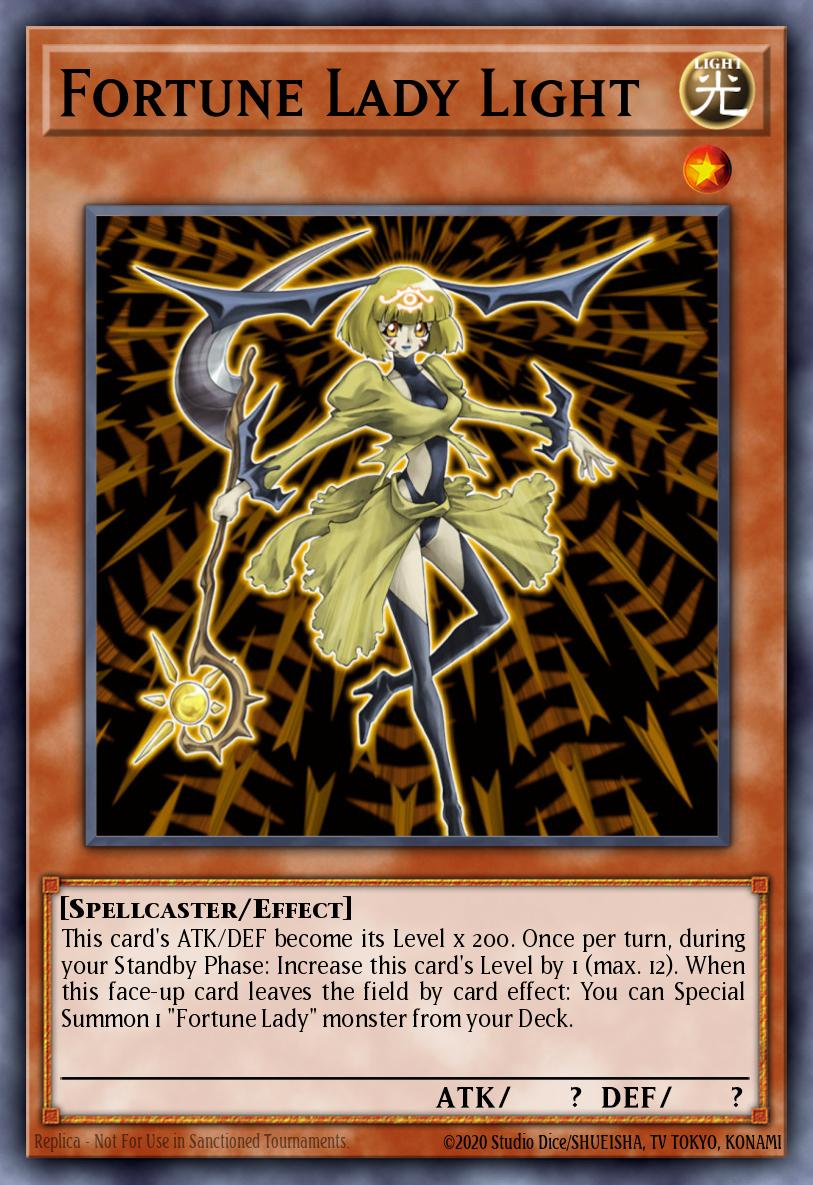 Fortune Lady Light
LIGHT
光
[Spellcaster/Effect]
This card's ATK/DEF become its Level x 200. Once per turn, during
your Standby Phase: Increase this card's Level by 1 (max. 12). When
this face-up card leaves the field by card effect: You can Special
Summon 1 "Fortune Lady" monster from your Deck.
ATK/ ? DEF/ ?
Replica - Not For Use in Sanctioned Tournaments.
©2020 Studio Dice/SHUEISHA, TV TOKYO, KONAMI